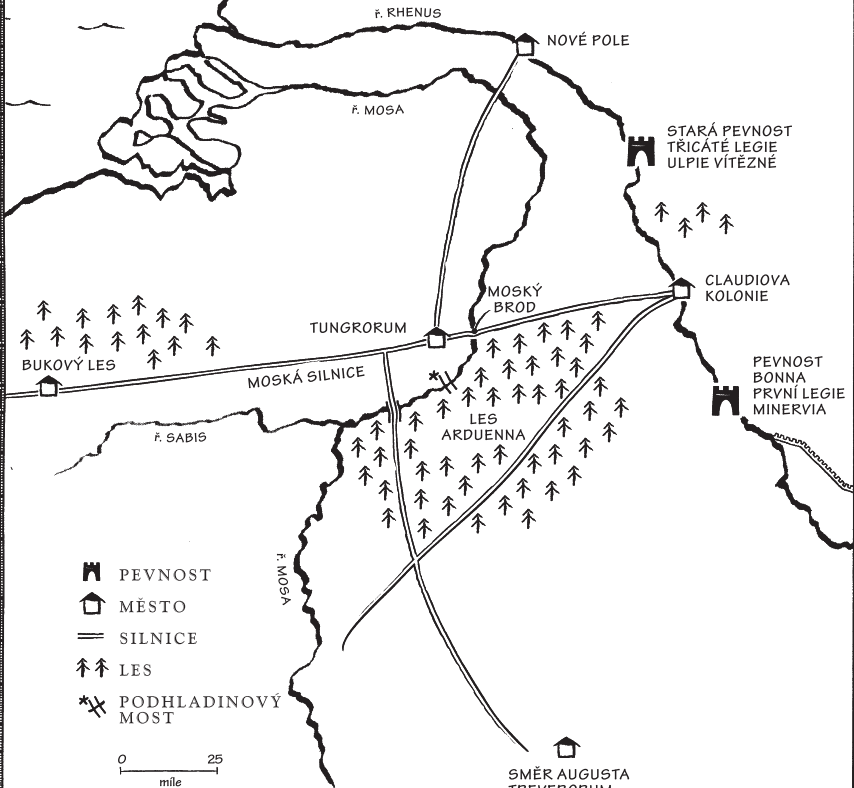 ř. RHENUS
NOVÉ POLE
ř. MOSA
STARÁ PEVNOST
TŘICÁTÉ LEGIE
ULPIE VÍTĚZNÉ
CLAUDIOVA
KOLONIE
MOSKÝ
BROD
TUNGRORUM
BUKOVÝ LES
MOSKÁ SILNICE
PEVNOST
BONNA
PRVNÍ LEGIE
MINERVIA
LES
ARDUENNA
ř. SABIS
ř. MOSA
PEVNOST
MĚSTO
SILNICE
LES
PODHLADINOVÝ
MOST
0 25
míle
SMĚR AUGUSTA